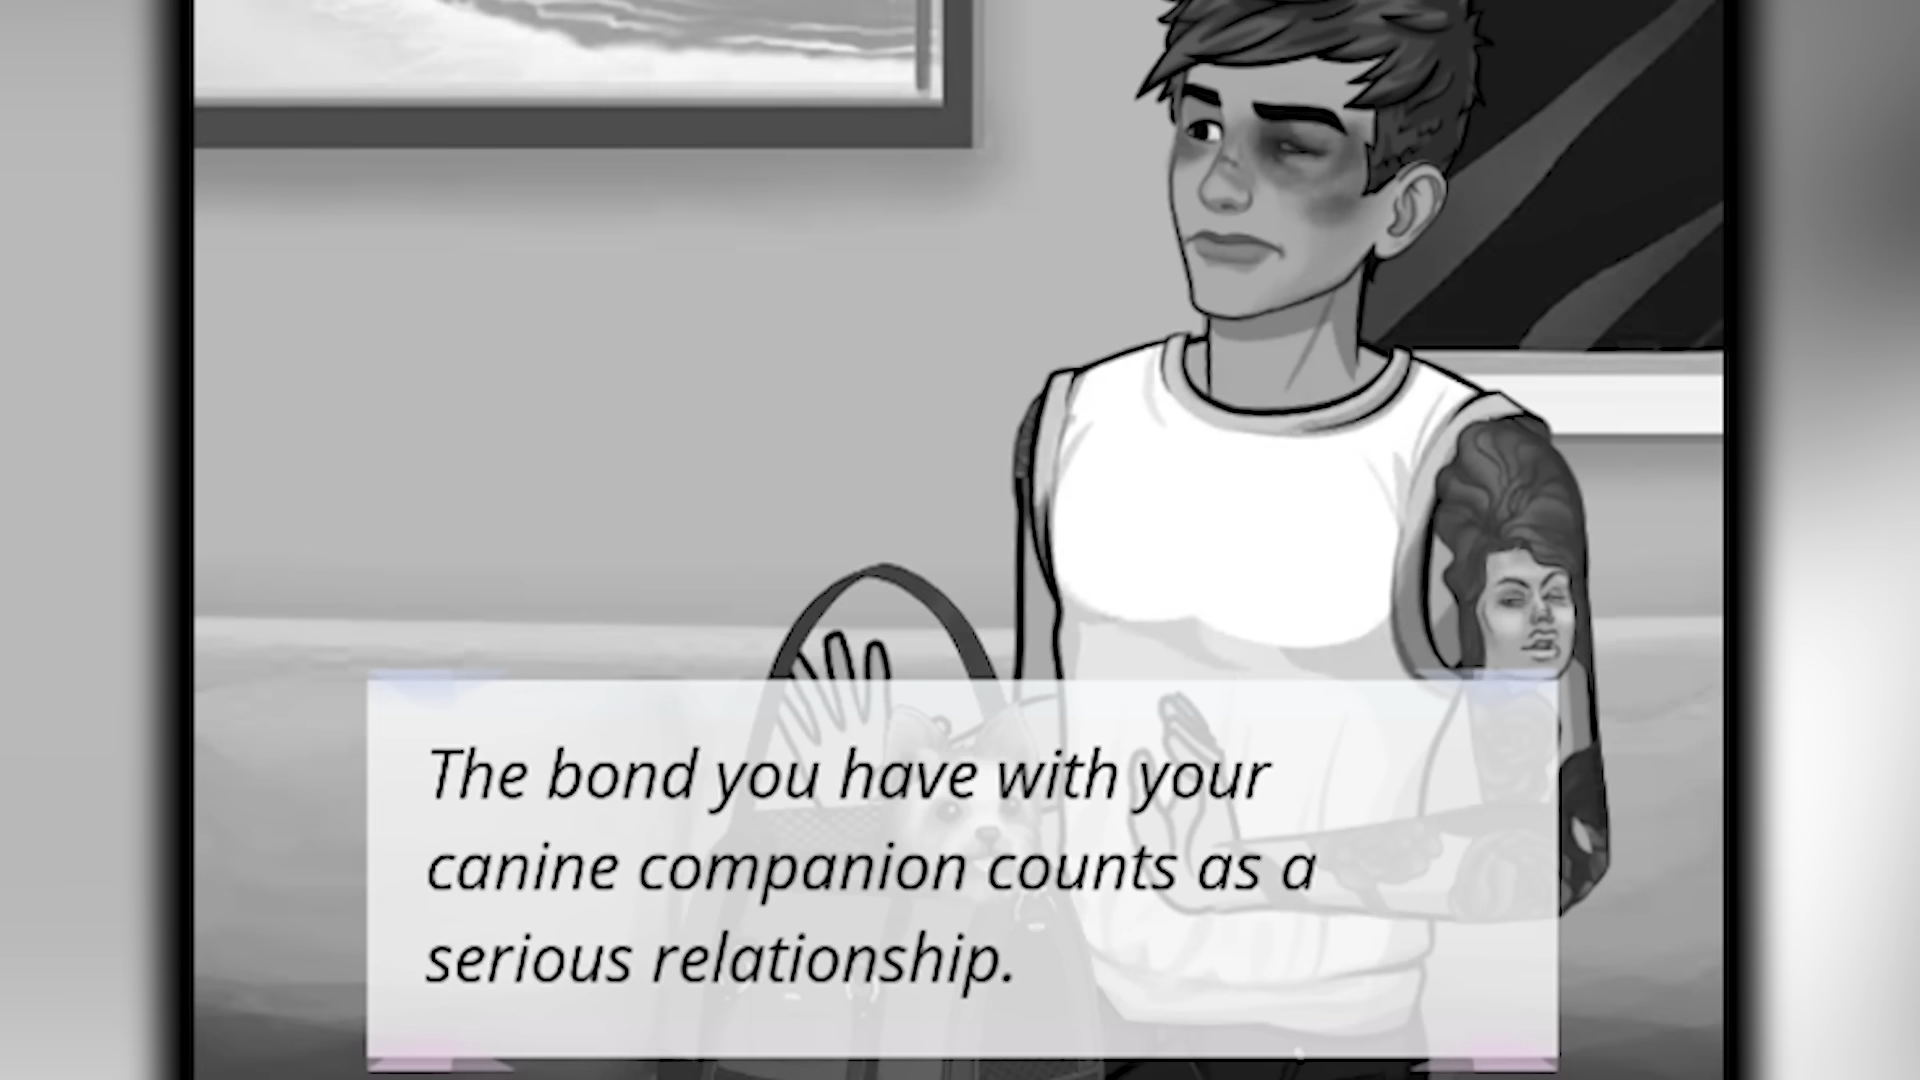 The bond you have with your
canine companion counts as a
serious relationship.